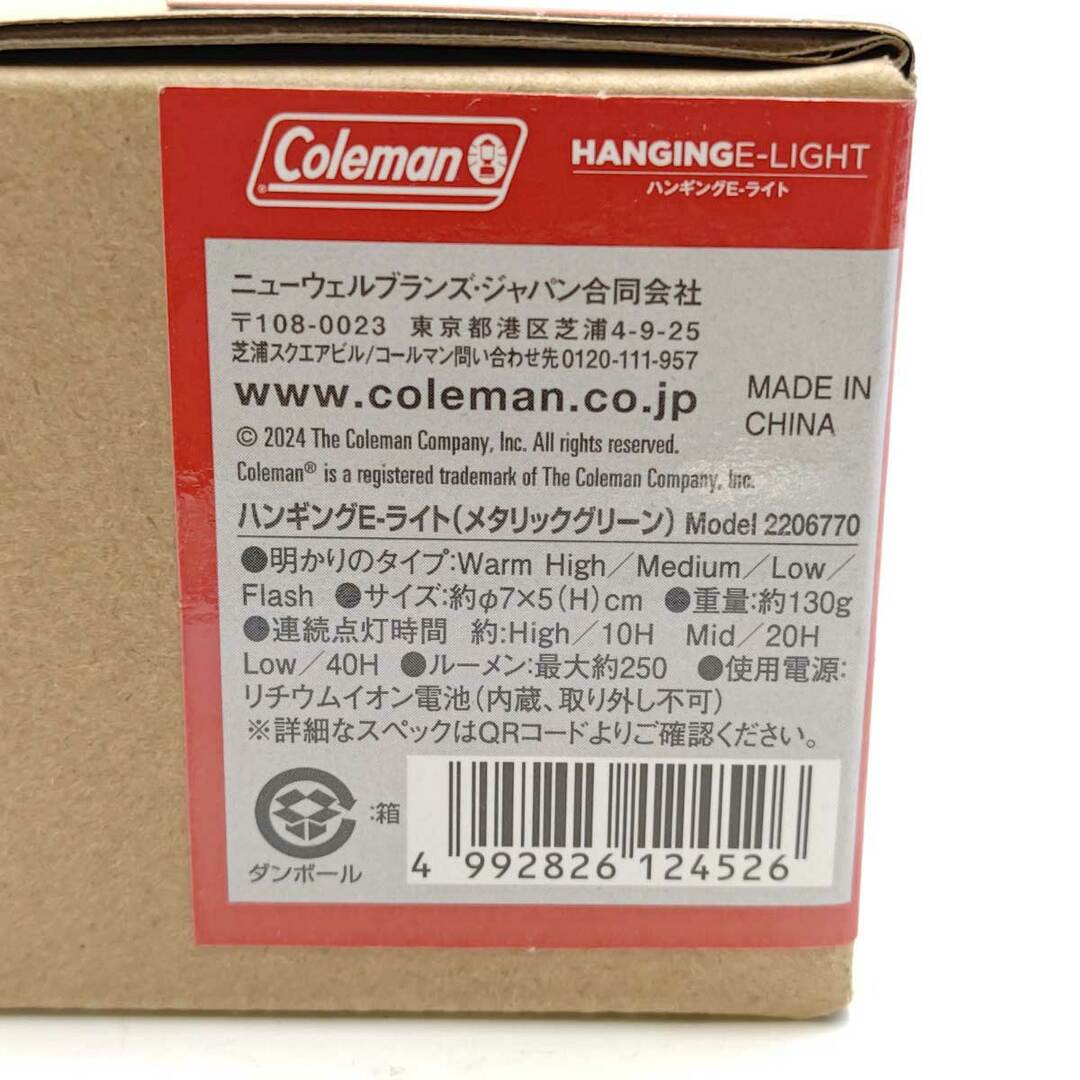 Coleman®
HANGINGE-LIGHT
ハンギングE-ライト
ニューウェルブランズ・ジャパン合同会社
〒108-0023 東京都港区芝浦4-9-25
芝浦スクエアビル/コールマン問い合わせ先0120-111-957
www.coleman.co.jp
MADE IN
CHINA
© 2024 The Coleman Company, Inc. All rights reserved.
Coleman® is a registered trademark of The Coleman Company, Inc.
ハンギングE-ライト(メタリックグリーン) Model 2206770
●明かりのタイプ:Warm High/Medium/Low/
Flash ●サイズ:約φ7×5(H)cm ●重量:約130g
●連続点灯時間 約:High/10H Mid/20H
Low/40H ●ルーメン:最大約250 ●使用電源:
リチウムイオン電池(内蔵、取り外し不可)
※詳細なスペックはQRコードよりご確認ください。
:箱
ダンボール
4 992826 124526